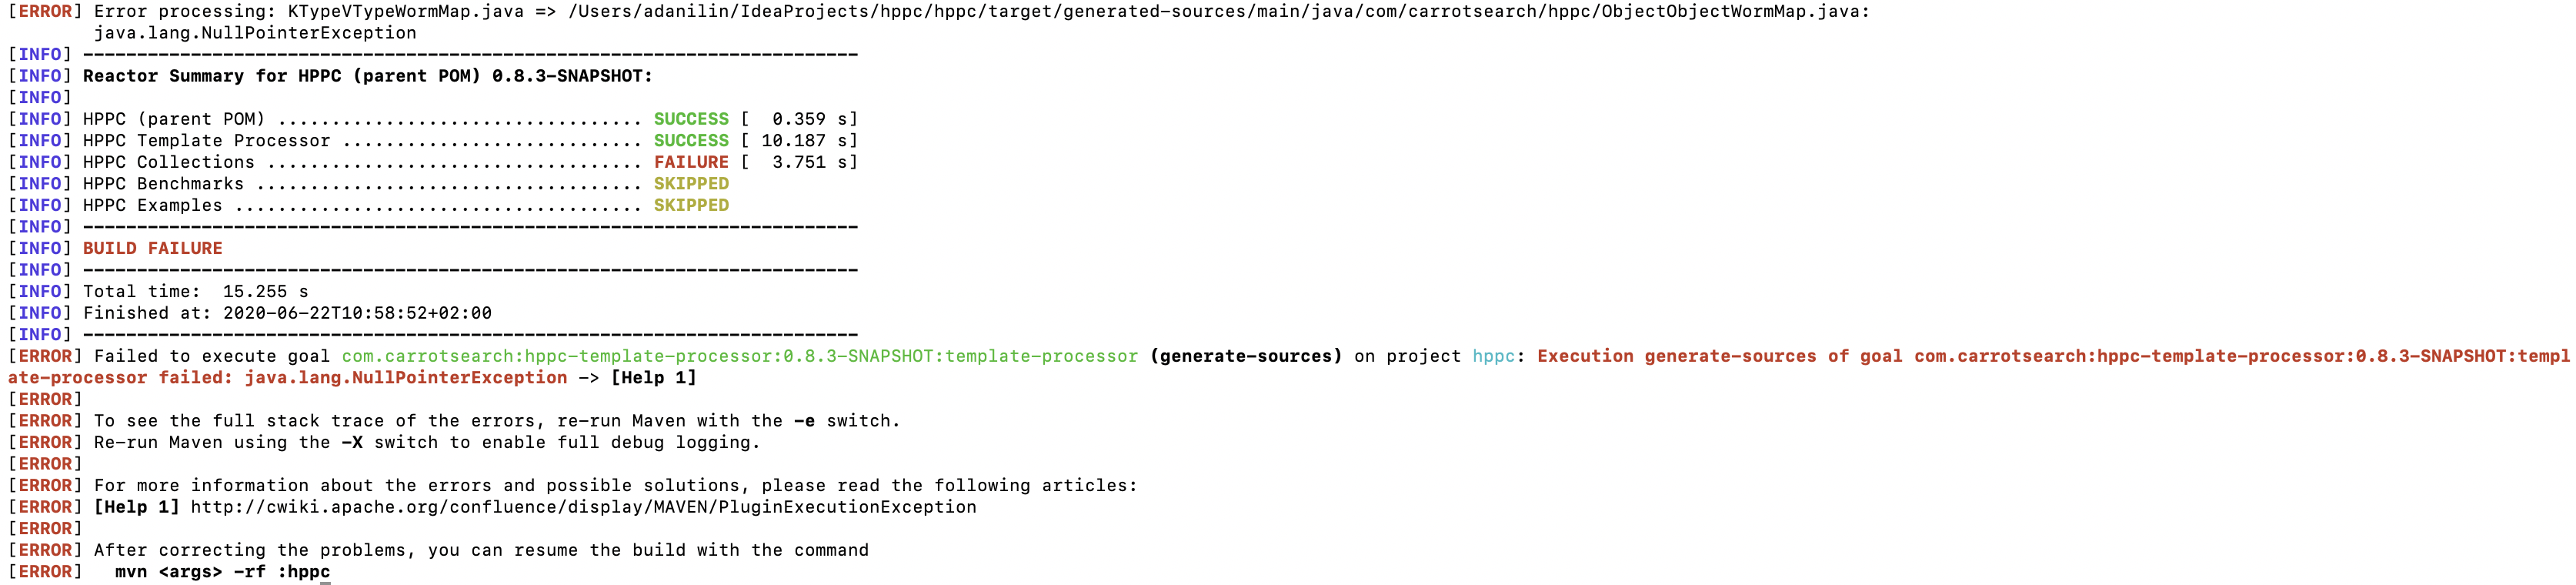 [ERROR] Error processing: KTypeVTypeWormMap.java => /Users/adanilin/IdeaProjects/hppc/hppc/target/generated-sources/main/java/com/carrotsearch/hppc/ObjectObjectWormMap.java:
java.lang.NullPointerException
[INFO] ------------------------------------------------------------------------
[INFO] Reactor Summary for HPPC (parent POM) 0.8.3-SNAPSHOT:
[INFO]
[INFO] HPPC (parent POM) .................................. SUCCESS [  0.359 s]
[INFO] HPPC Template Processor ............................ SUCCESS [ 10.187 s]
[INFO] HPPC Collections ................................... FAILURE [  3.751 s]
[INFO] HPPC Benchmarks .................................... SKIPPED
[INFO] HPPC Examples ...................................... SKIPPED
[INFO] ------------------------------------------------------------------------
[INFO] BUILD FAILURE
[INFO] ------------------------------------------------------------------------
[INFO] Total time:  15.255 s
[INFO] Finished at: 2020-06-22T10:58:52+02:00
[INFO] ------------------------------------------------------------------------
[ERROR] Failed to execute goal com.carrotsearch:hppc-template-processor:0.8.3-SNAPSHOT:template-processor (generate-sources) on project hppc: Execution generate-sources of goal com.carrotsearch:hppc-template-processor:0.8.3-SNAPSHOT:templ
ate-processor failed: java.lang.NullPointerException -> [Help 1]
[ERROR]
[ERROR] To see the full stack trace of the errors, re-run Maven with the -e switch.
[ERROR] Re-run Maven using the -X switch to enable full debug logging.
[ERROR]
[ERROR] For more information about the errors and possible solutions, please read the following articles:
[ERROR] [Help 1] http://cwiki.apache.org/confluence/display/MAVEN/PluginExecutionException
[ERROR]
[ERROR] After correcting the problems, you can resume the build with the command
[ERROR]   mvn <args> -rf :hppc